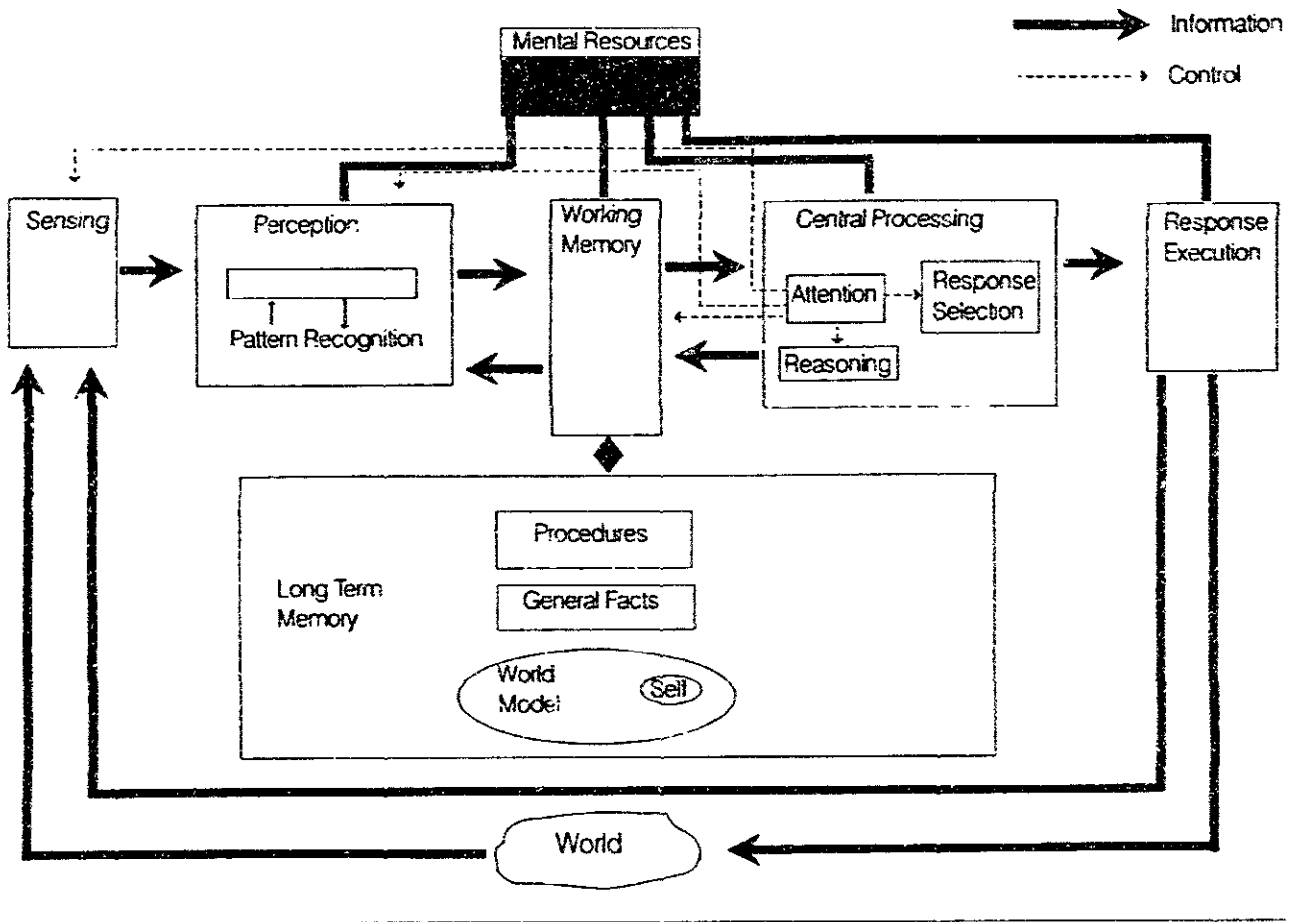 Information
Mental Resources
Control
Sensing
Perception
Working
Memory
Central Processing
Response
Execution
Attention
Response
Selection
Pattern Recognition
Reasoning
Procedures
Long Term
Memory
General Facts
World
Model
Self
World